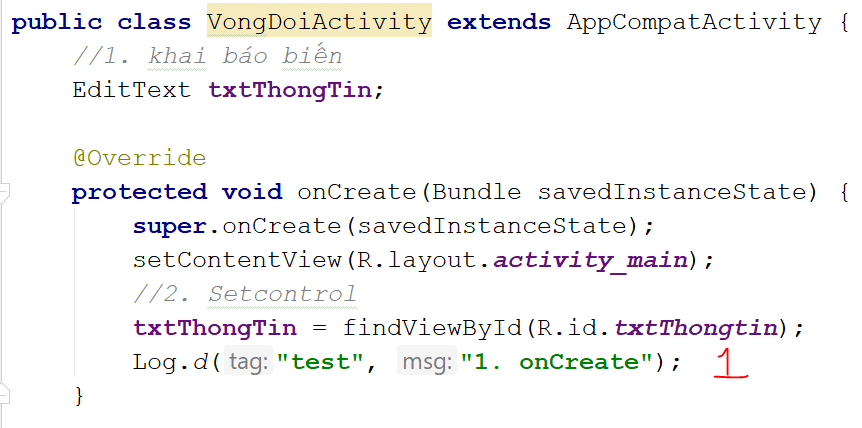 public class VongDoiActivity extends AppCompatActivity {
//1. khai báo biến
EditText txtThongTin;
@Override
protected void onCreate(Bundle savedInstanceState) {
super.onCreate(savedInstanceState);
setContentView(R.layout.activity_main);
//2. Setcontrol
txtThongTin = findViewById(R.id.txtThongtin);
Log.d( tag: "test", msg: "1. onCreate"); 1
}